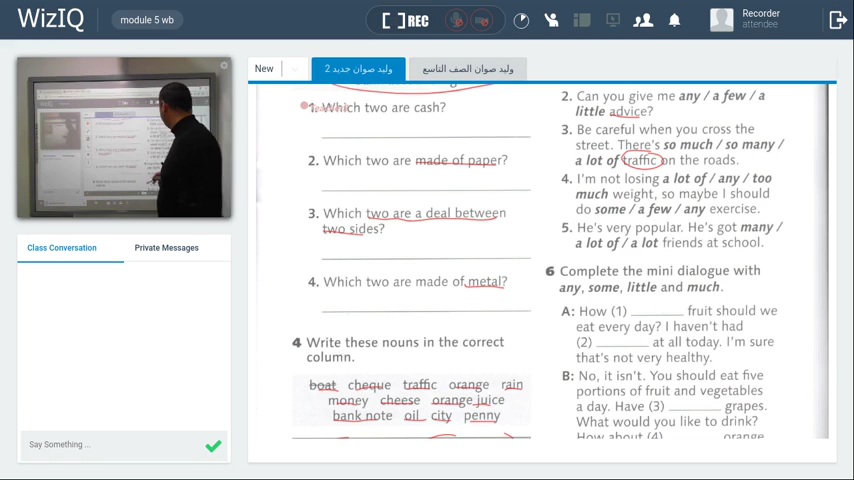 WizIQ
module 5 wb
[ ] REC
Recorder
attendee
New
وليد صوان جديد 2
وليد صوان الصف التاسع
1. Which two are cash?
2. Which two are made of paper?
3. Which two are a deal between
two sides?
4. Which two are made of metal?
4 Write these nouns in the correct
column.
boat cheque traffic orange rain
money cheese orange juice
bank note oil city penny
2. Can you give me any / a few / a
little advice?
3. Be careful when you cross the
street. There's so much / so many /
a lot of traffic on the roads.
4. I'm not losing a lot of / any / too
much weight, so maybe I should
do some / a few / any exercise.
5. He's very popular. He's got many /
a lot of / a lot friends at school.
6 Complete the mini dialogue with
any, some, little and much.
A: How (1) ________ fruit should we
eat every day? I haven't had
(2) ________ at all today. I'm sure
that's not very healthy.
B: No, it isn't. You should eat five
portions of fruit and vegetables
a day. Have (3) ________ grapes.
What would you like to drink?
How about (4) ________ orange
Class Conversation
Private Messages
Say Something ...